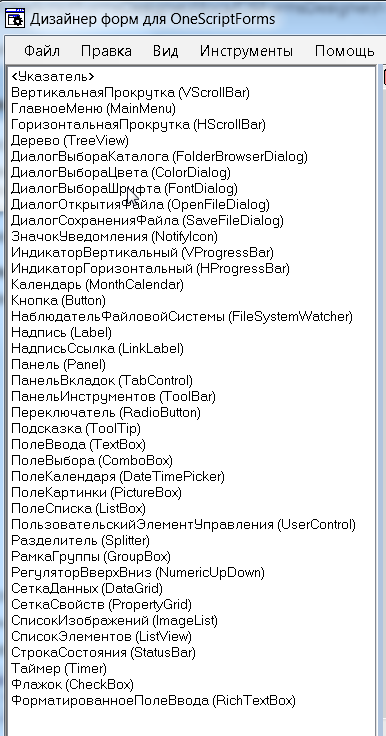 Дизайнер форм для OneScriptForms
Файл Правка Вид Инструменты Помощь
<Указатель>
ВертикальнаяПрокрутка (VScrollBar)
ГлавноеМеню (MainMenu)
ГоризонтальнаяПрокрутка (HScrollBar)
Дерево (TreeView)
ДиалогВыбораКаталога (FolderBrowserDialog)
ДиалогВыбораЦвета (ColorDialog)
ДиалогВыбораШрифта (FontDialog)
ДиалогОткрытияФайла (OpenFileDialog)
ДиалогСохраненияФайла (SaveFileDialog)
ЗначокУведомления (NotifyIcon)
ИндикаторВертикальный (VProgressBar)
ИндикаторГоризонтальный (HProgressBar)
Календарь (MonthCalendar)
Кнопка (Button)
НаблюдательФайловойСистемы (FileSystemWatcher)
Надпись (Label)
НадписьСсылка (LinkLabel)
Панель (Panel)
ПанельВкладок (TabControl)
ПанельИнструментов (ToolBar)
Переключатель (RadioButton)
Подсказка (ToolTip)
ПолеВвода (TextBox)
ПолеВыбора (ComboBox)
ПолеКалендаря (DateTimePicker)
ПолеКартинки (PictureBox)
ПолеСписка (ListBox)
ПользовательскийЭлементУправления (UserControl)
Разделитель (Splitter)
РамкаГруппы (GroupBox)
РегуляторВверхВниз (NumericUpDown)
СеткаДанных (DataGrid)
СеткаСвойств (PropertyGrid)
СписокИзображений (ImageList)
СписокЭлементов (ListView)
СтрокаСостояния (StatusBar)
Таймер (Timer)
Флажок (CheckBox)
ФорматированноеПолеВвода (RichTextBox)